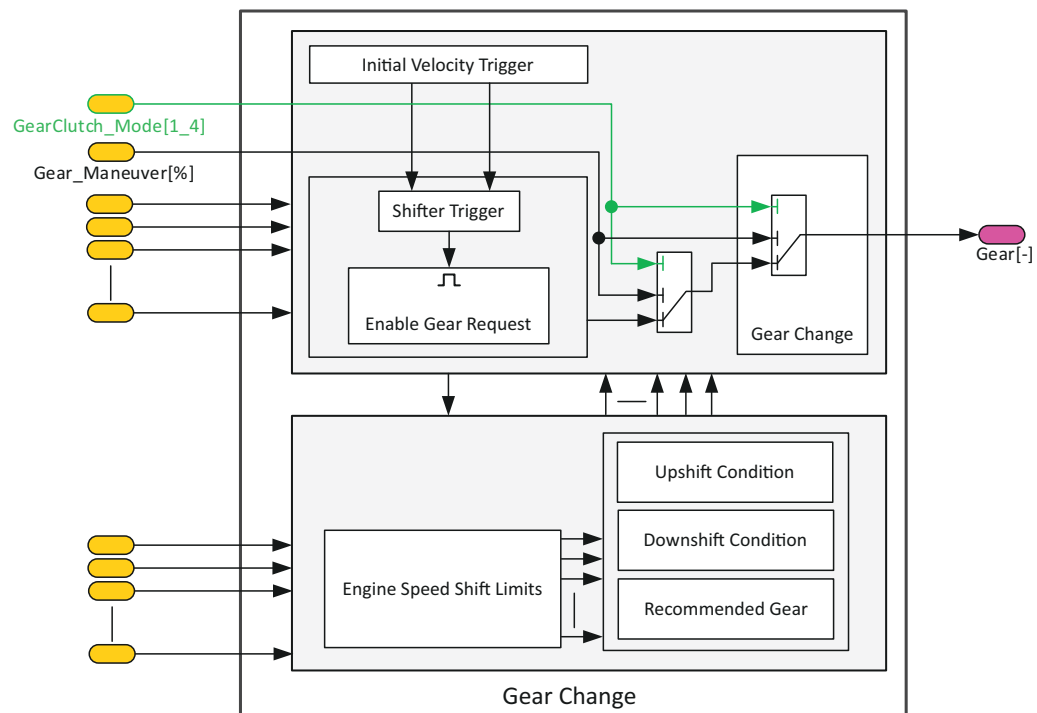 Initial Velocity Trigger
GearClutch_Mode[1_4]
Gear_Maneuver[%]
Shifter Trigger
Enable Gear Request
Gear Change
Gear[-]
Upshift Condition
Downshift Condition
Engine Speed Shift Limits
Recommended Gear
Gear Change